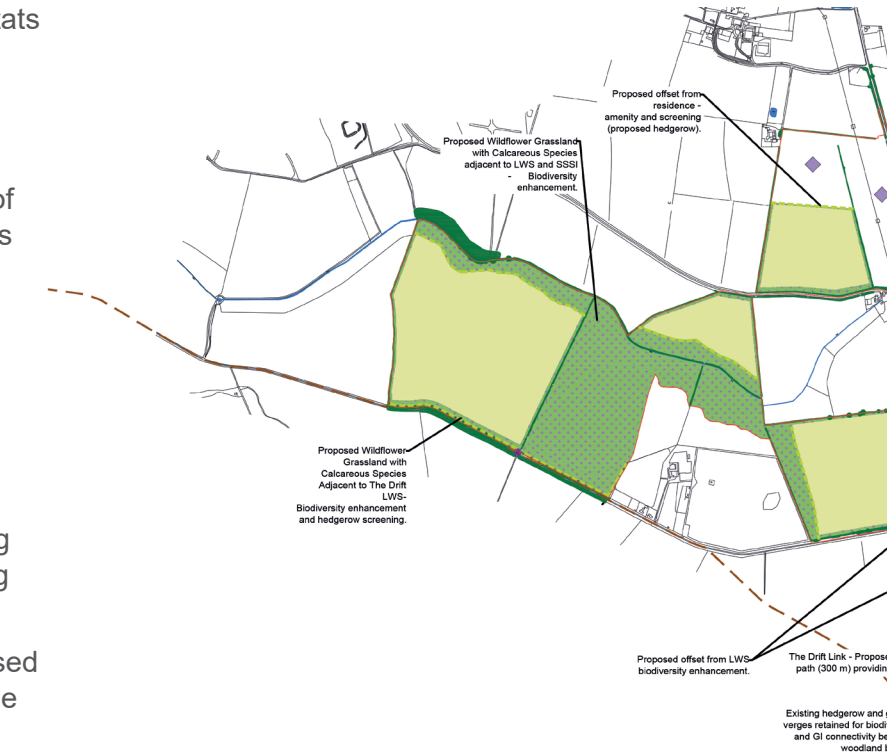 tats
of
s
g
g
sed
e
Proposed offset from
residence -
amenity and screening
(proposed hedgerow).
Proposed Wildflower Grassland
with Calcareous Species
adjacent to LWS and SSSI
- Biodiversity
enhancement.
Proposed Wildflower
Grassland with
Calcareous Species
Adjacent to The Drift
LWS-
Biodiversity enhancement
and hedgerow screening.
Proposed offset from LWS
biodiversity enhancement.
The Drift Link - Propose
path (300 m) providin
Existing hedgerow and g
verges retained for biodiv
and GI connectivity be
woodland b